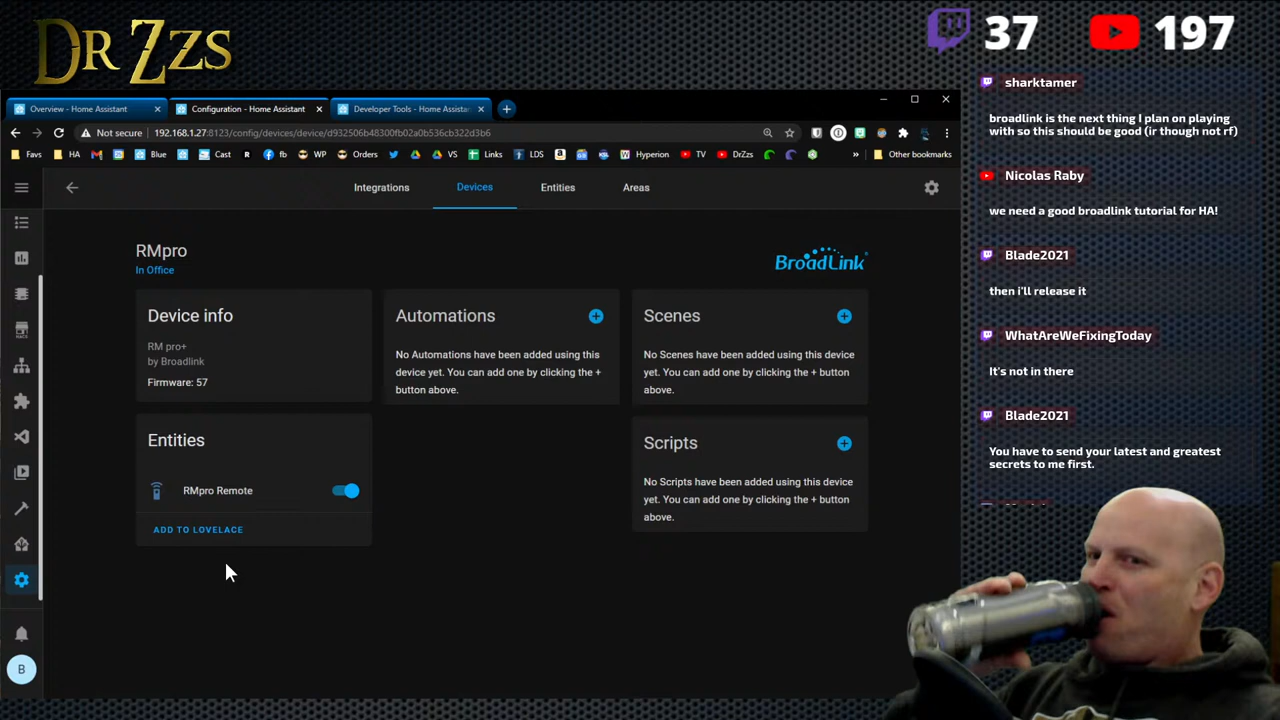 DR ZZS
37
197
Overview - Home Assistant
Configuration - Home Assistant
Developer Tools - Home Assista
Not secure
192.168.1.27:8123/config/devices/device/d932506b48300fb02a0b536cb322d3b6
Favs
HA
Blue
Cast
fb
WP
Orders
VS
Links
LDS
Hyperion
TV
DrZzs
Other bookmarks
Integrations
Devices
Entities
Areas
RMpro
In Office
BroadLink
Device info
RM pro+
by Broadlink
Firmware: 57
Automations
No Automations have been added using this
device yet. You can add one by clicking the +
button above.
Scenes
No Scenes have been added using this device
yet. You can add one by clicking the + button
above.
Entities
RMpro Remote
ADD TO LOVELACE
Scripts
No Scripts have been added using this device
yet. You can add one by clicking the + button
above.
B
sharktamer
broadlink is the next thing I plan on playing
with so this should be good (ir though not rf)
Nicolas Raby
we need a good broadlink tutorial for HA!
Blade2021
then i'll release it
WhatAreWeFixingToday
It's not in there
Blade2021
You have to send your latest and greatest
secrets to me first.